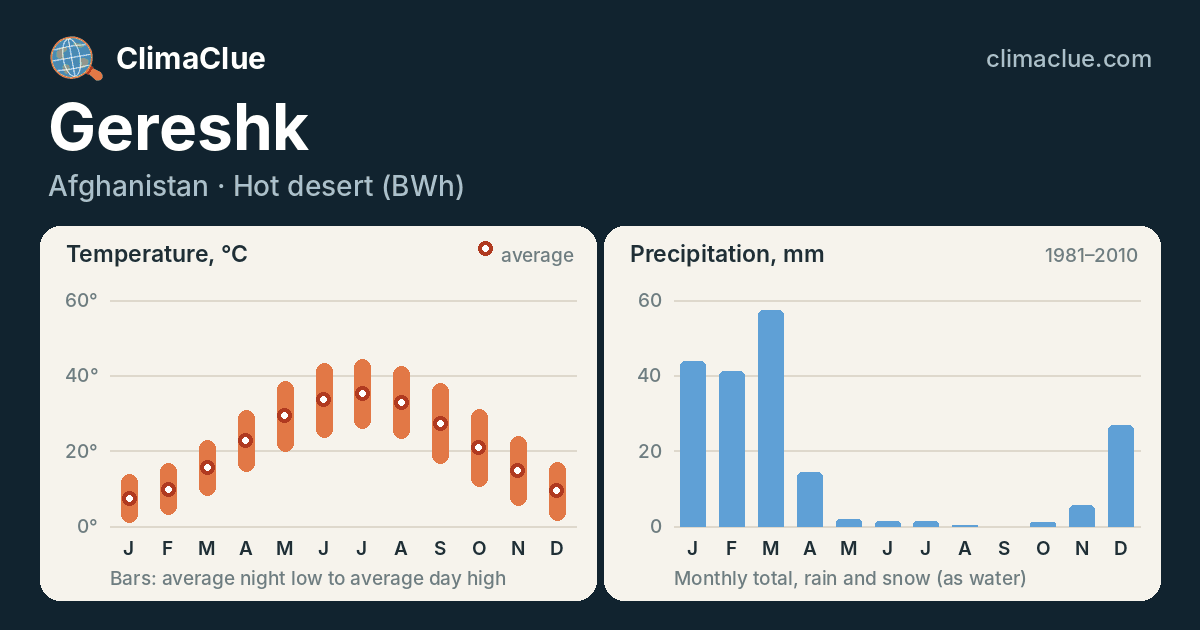 ClimaClue
climaclue.com
Gereshk
Afghanistan · Hot desert (BWh)
Temperature, °C
average
60°
40°
20°
0°
J F M A M J J A S O N D
Bars: average night low to average day high
Precipitation, mm
1981–2010
60
40
20
0
J F M A M J J A S O N D
Monthly total, rain and snow (as water)